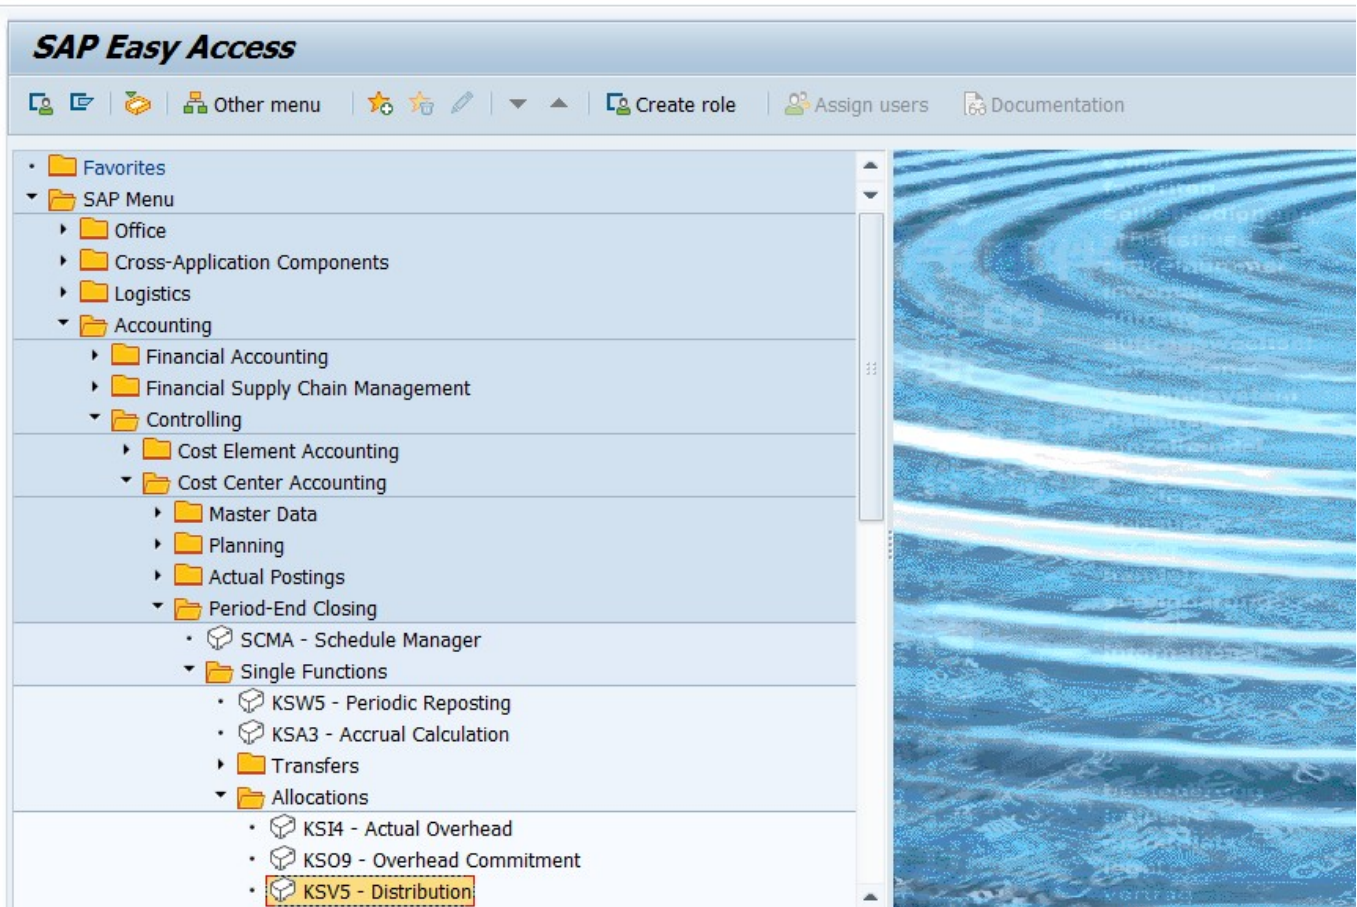 SAP Easy Access
Other menu Create role Assign users Documentation
Favorites
SAP Menu
Office
Cross-Application Components
Logistics
Accounting
Financial Accounting
Financial Supply Chain Management
Controlling
Cost Element Accounting
Cost Center Accounting
Master Data
Planning
Actual Postings
Period-End Closing
SCMA - Schedule Manager
Single Functions
KSW5 - Periodic Reposting
KSA3 - Accrual Calculation
Transfers
Allocations
KSI4 - Actual Overhead
KSO9 - Overhead Commitment
KSV5 - Distribution